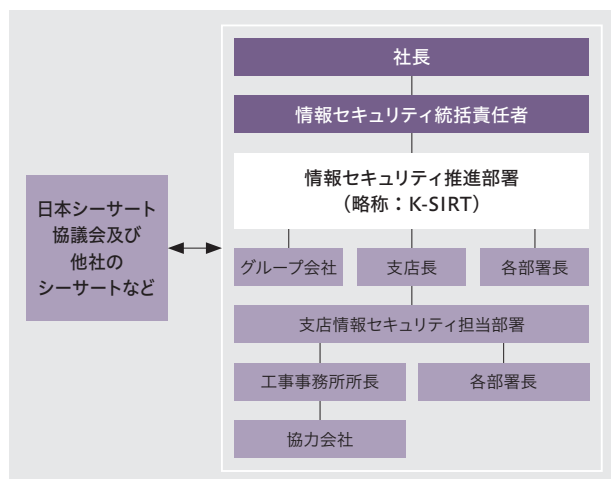 社長
情報セキュリティ統括責任者
情報セキュリティ推進部署
（略称：K-SIRT）
日本シーサート
協議会及び
他社の
シーサートなど
グループ会社
支店長
各部署長
支店情報セキュリティ担当部署
工事事務所所長
各部署長
協力会社